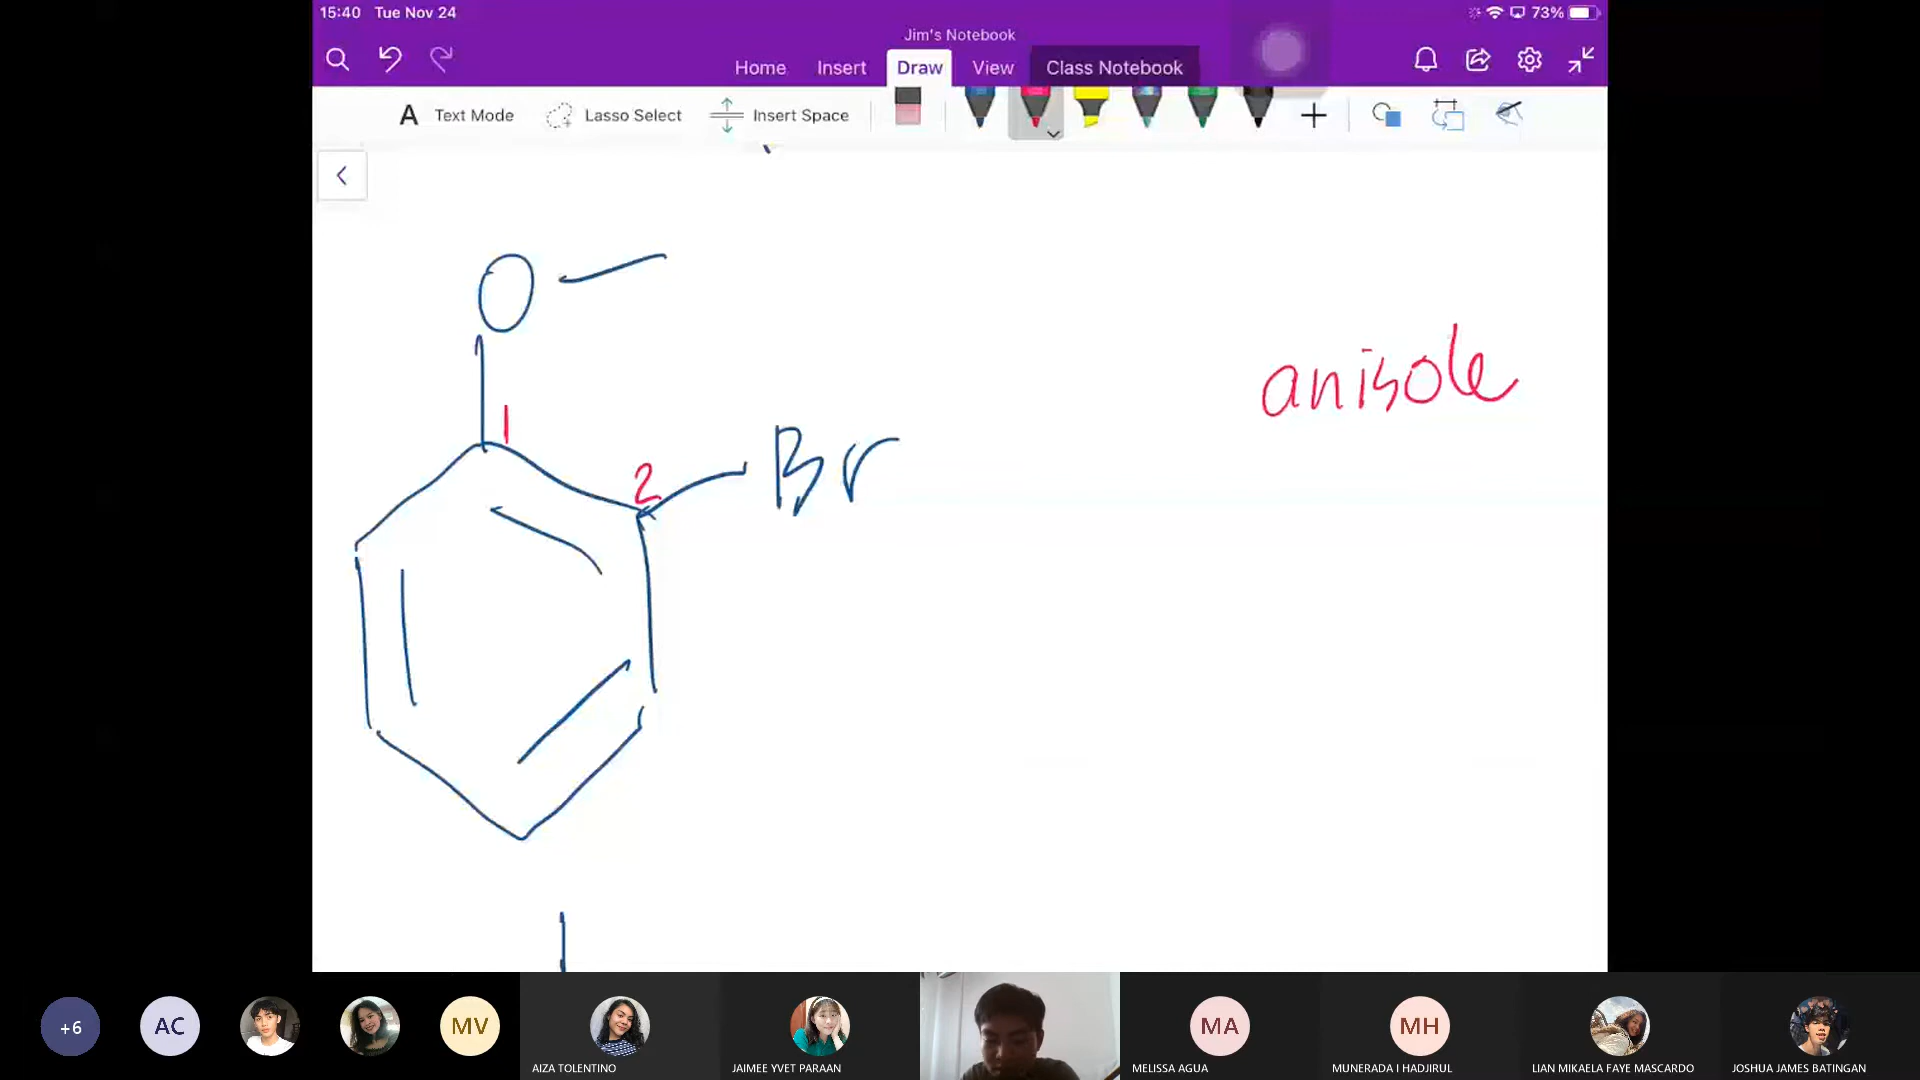 15:40 Tue Nov 24
73%
Jim's Notebook
Home Insert Draw View Class Notebook
A Text Mode Lasso Select Insert Space
O
anisole
1
Br
2
+6 AC MV MA MH
AIZA TOLENTINO JAIMEE YVET PARAAN MELISSA AGUA MUNERADA I HADJIRUL LIAN MIKAELA FAYE MASCARDO JOSHUA JAMES BATINGAN